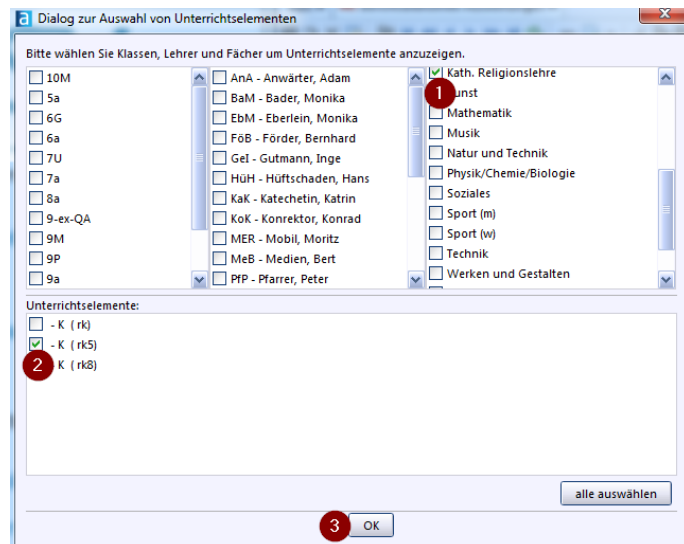 a Dialog zur Auswahl von Unterrichtselementen
Bitte wählen Sie Klassen, Lehrer und Fächer um Unterrichtselemente anzuzeigen.
10M
5a
6G
6a
7U
7a
8a
9-ex-QA
9M
9P
9a
AnA - Anwärter, Adam
BaM - Bader, Monika
EbM - Eberlein, Monika
FöB - Förder, Bernhard
GeI - Gutmann, Inge
HüH - Hüftschaden, Hans
KaK - Katechetin, Katrin
KoK - Konrektor, Konrad
MER - Mobil, Moritz
MeB - Medien, Bert
PfP - Pfarrer, Peter
Kath. Religionslehre
1
unst
Mathematik
Musik
Natur und Technik
Physik/Chemie/Biologie
Soziales
Sport (m)
Sport (w)
Technik
Werken und Gestalten
Unterrichtselemente:
- K ( rk)
- K ( rk5)
2 K ( rk8)
alle auswählen
3 OK